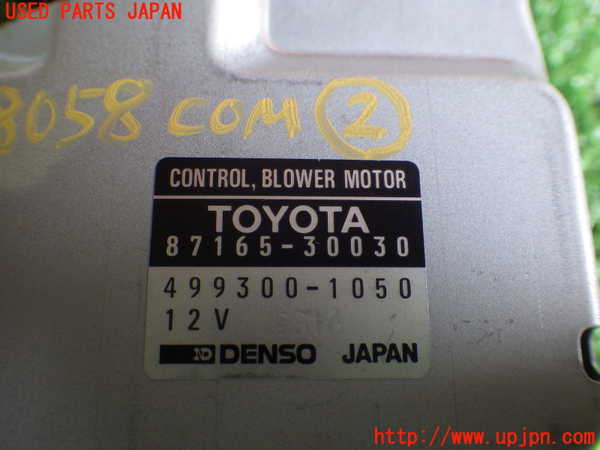 USED PARTS JAPAN
8058 COM 2
CONTROL, BLOWER MOTOR
TOYOTA
87165-30030
499300-1050
12V
ND DENSO JAPAN
http://www.upjpn.com/